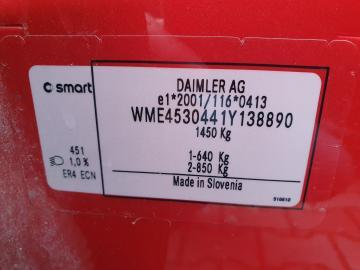 smart
DAIMLER AG
e1*2001/116*0413
WME4530441Y138890
1450 Kg
1-640 Kg
2-850 Kg
Made in Slovenia
451
1,0 %
ER4 ECN